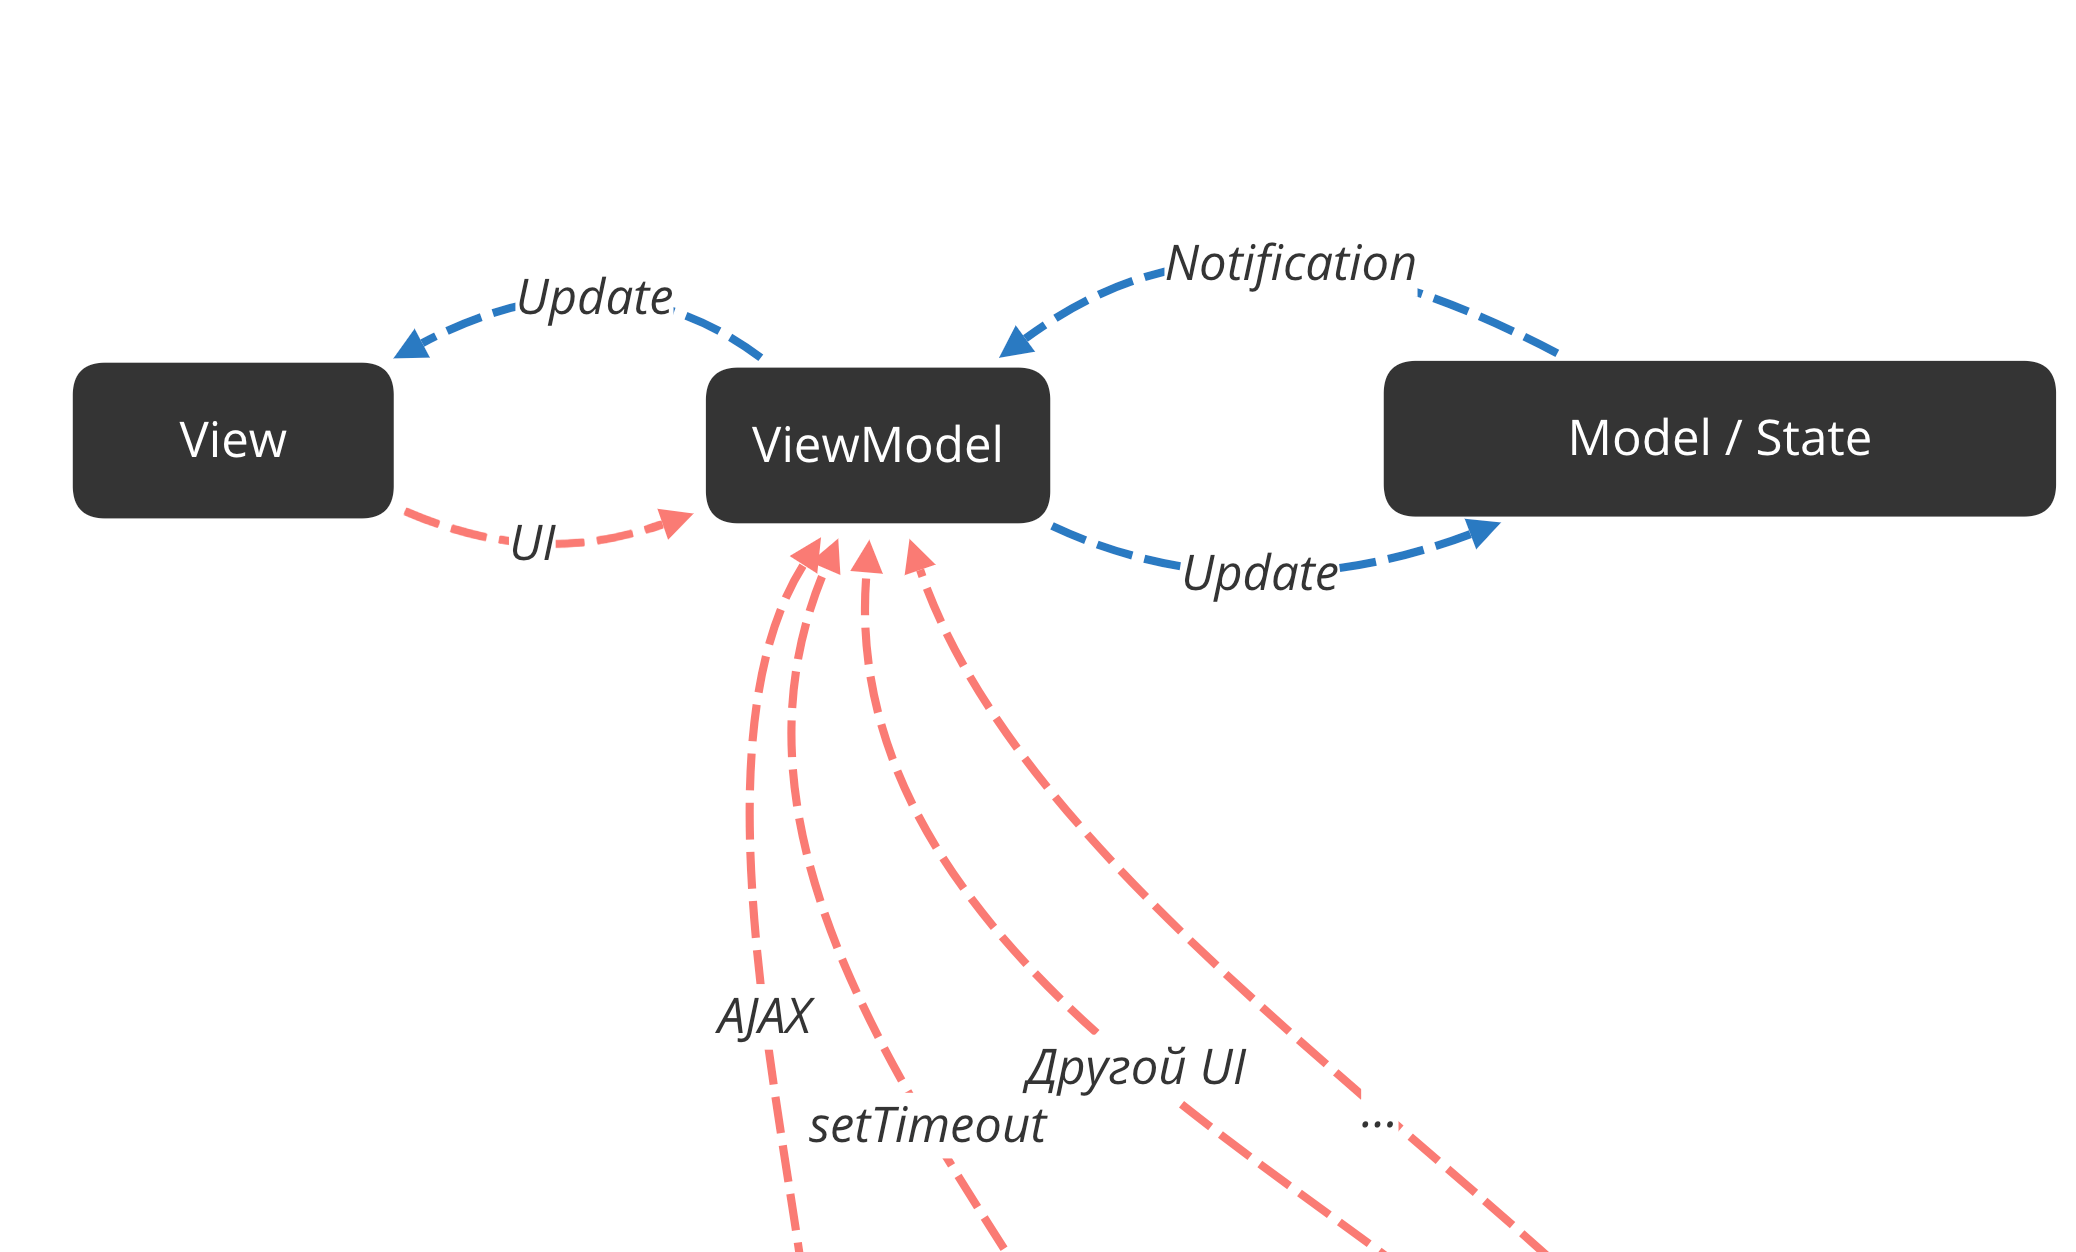 Notification
Update
View
ViewModel
Model / State
UI
Update
AJAX
Другой UI
setTimeout
...